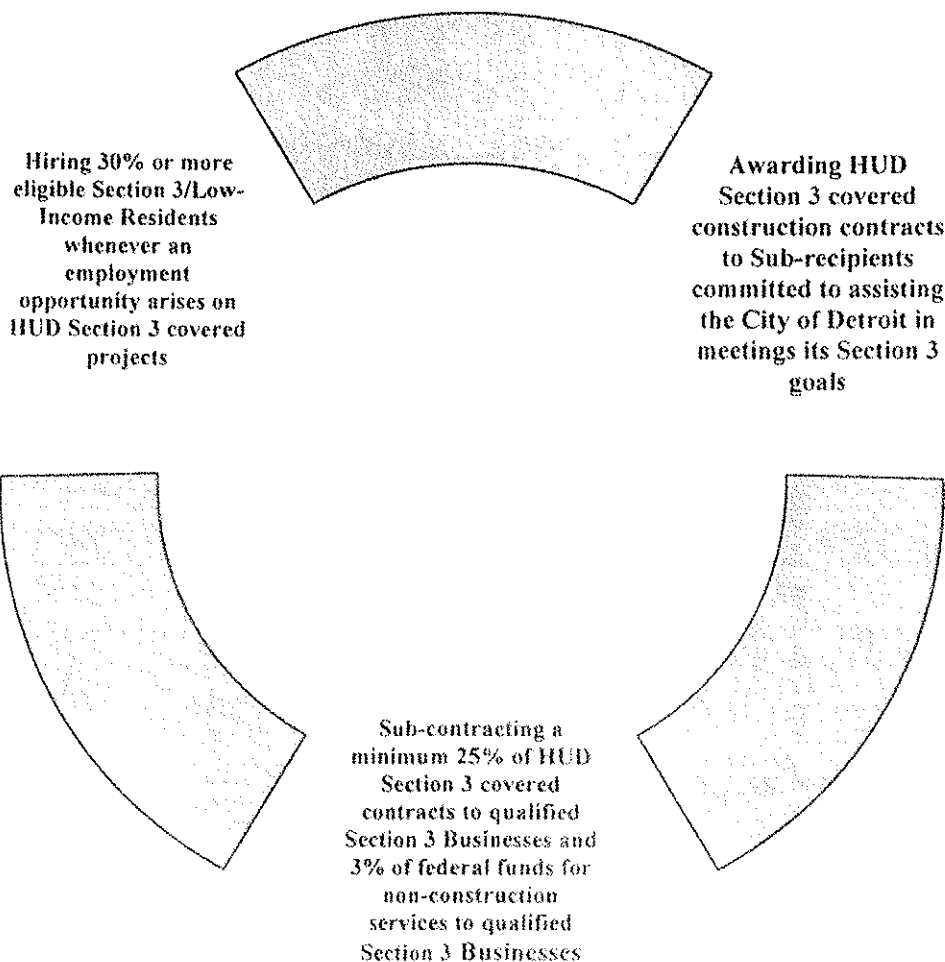 Hiring 30% or more
eligible Section 3/Low-
Income Residents
whenever an
employment
opportunity arises on
HUD Section 3 covered
projects
Awarding HUD
Section 3 covered
construction contracts
to Sub-recipients
committed to assisting
the City of Detroit in
meetings its Section 3
goals
Sub-contracting a
minimum 25% of HUD
Section 3 covered
contracts to qualified
Section 3 Businesses and
3% of federal funds for
non-construction
services to qualified
Section 3 Businesses